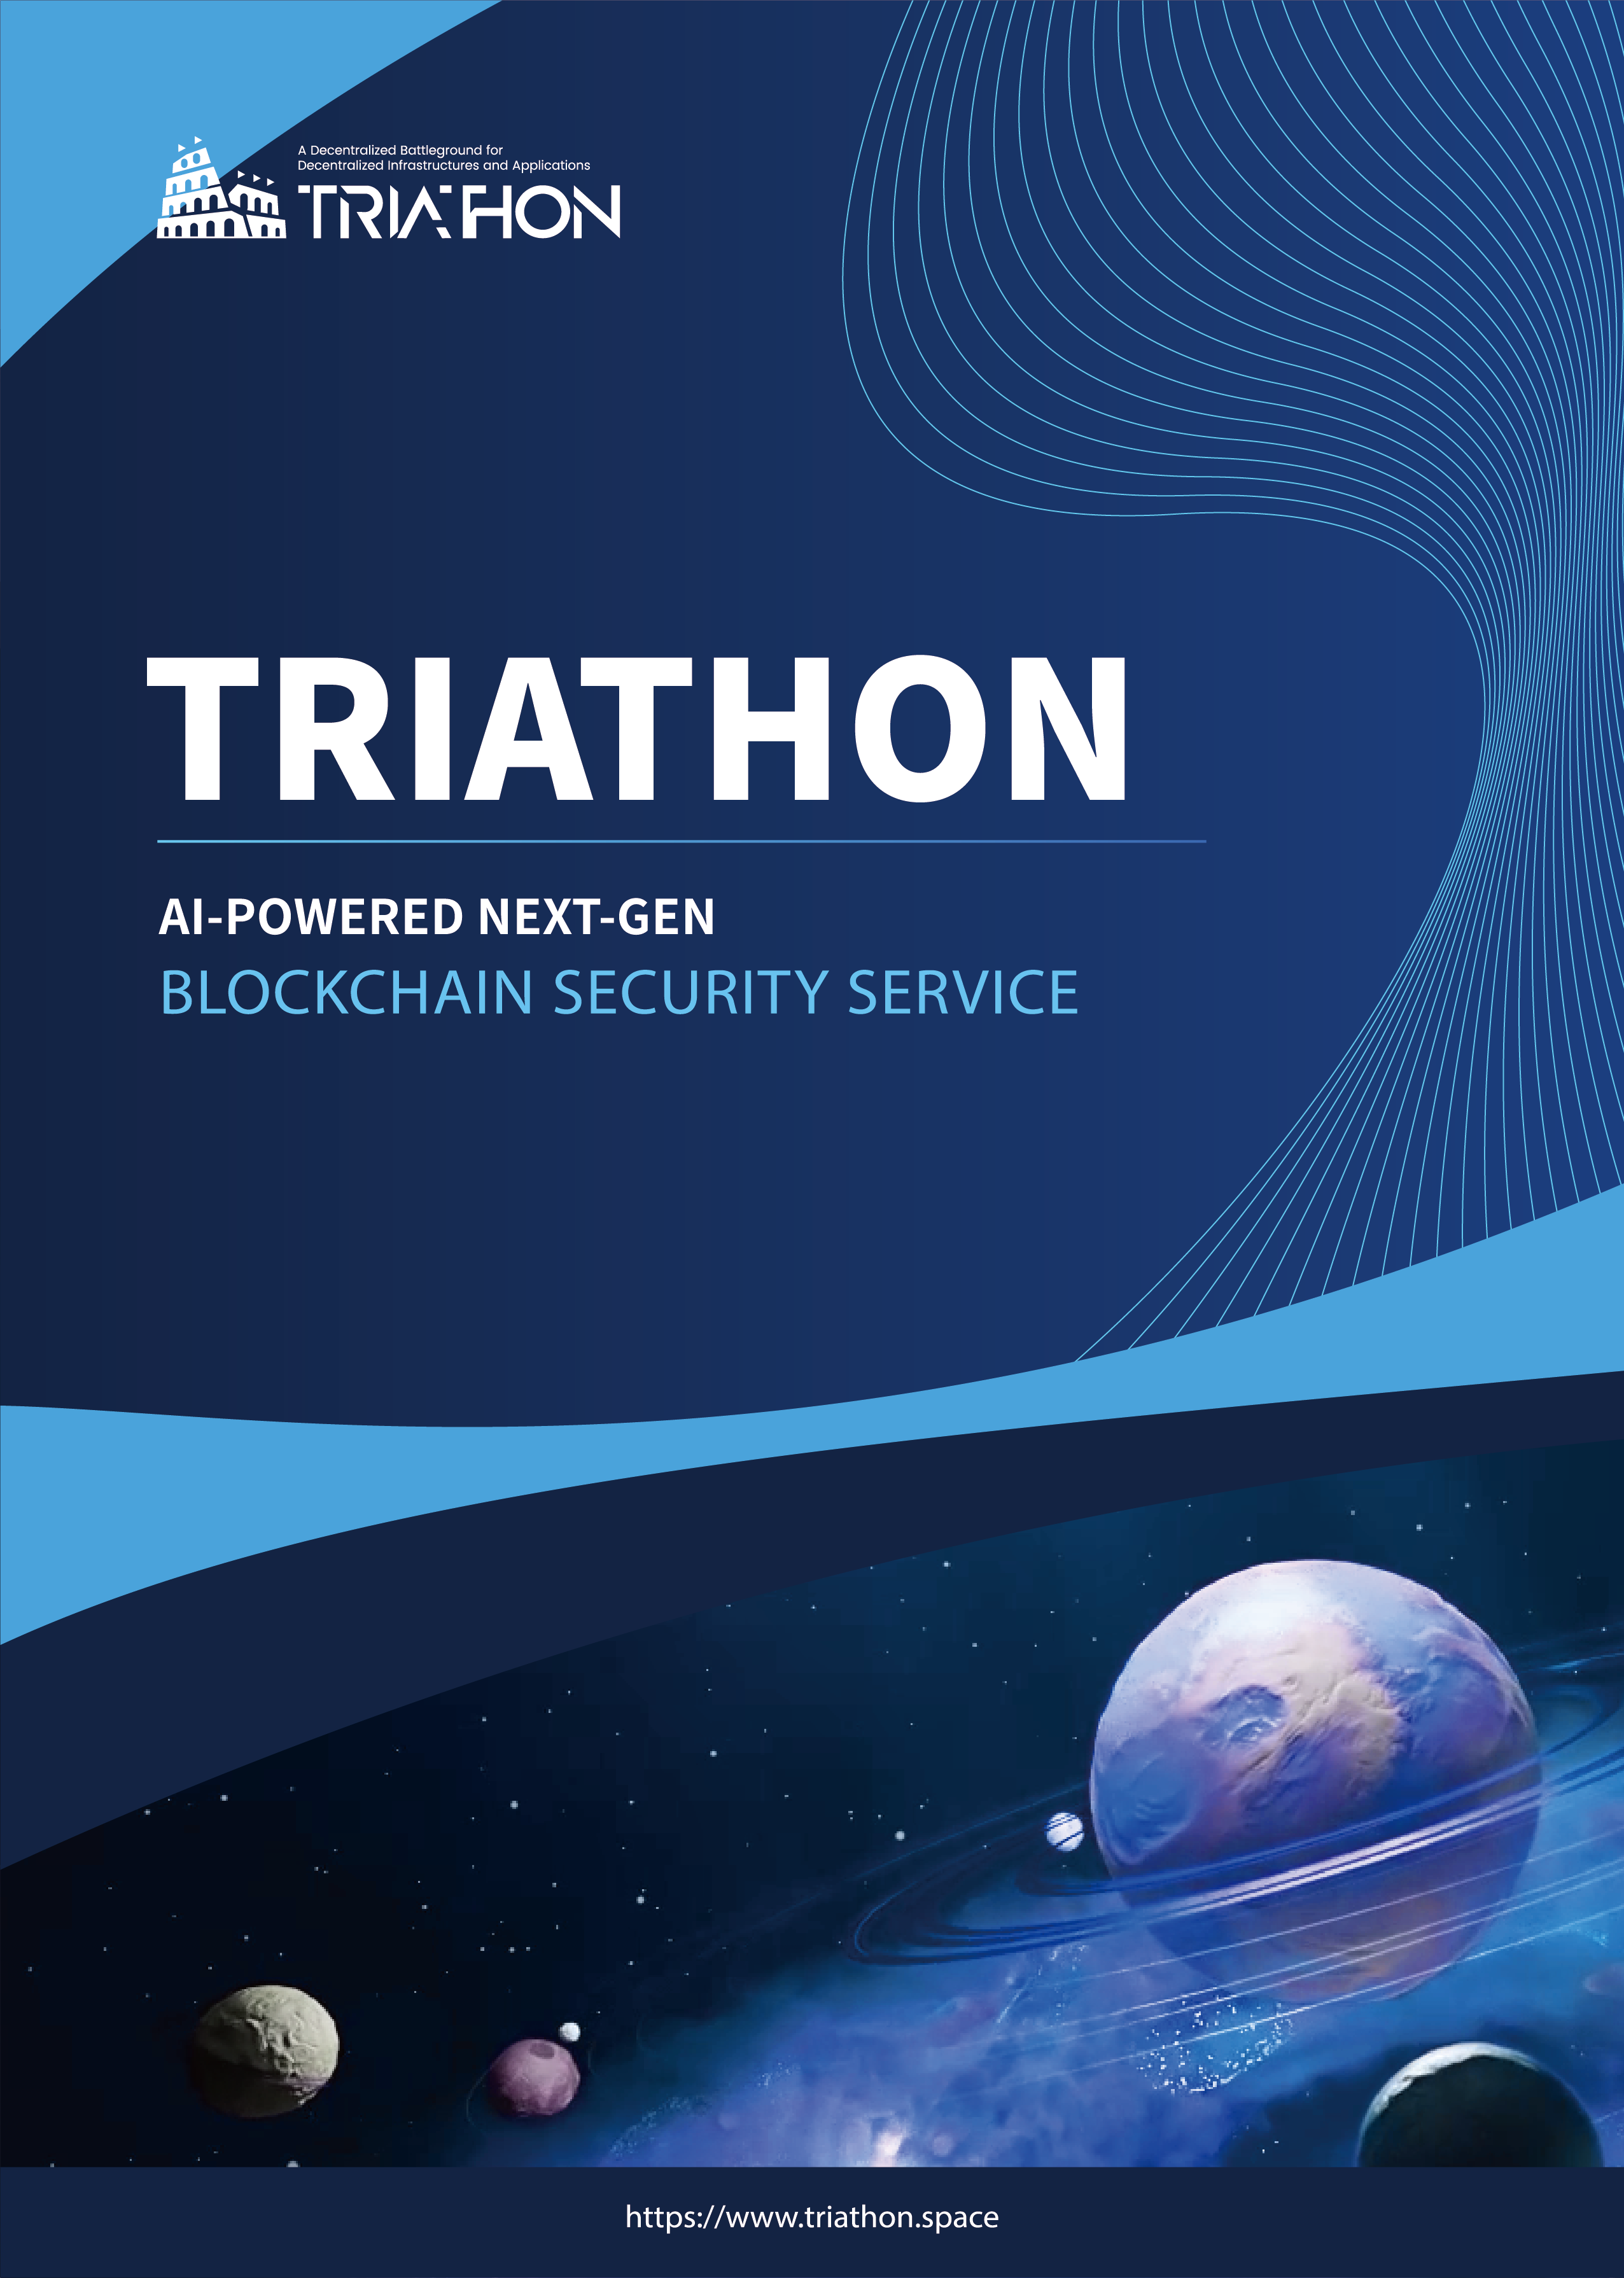 A Decentralized Battleground for
Decentralized Infrastructures and Applications
TRIATHON
TRIATHON
AI-POWERED NEXT-GEN
BLOCKCHAIN SECURITY SERVICE
https://www.triathon.space